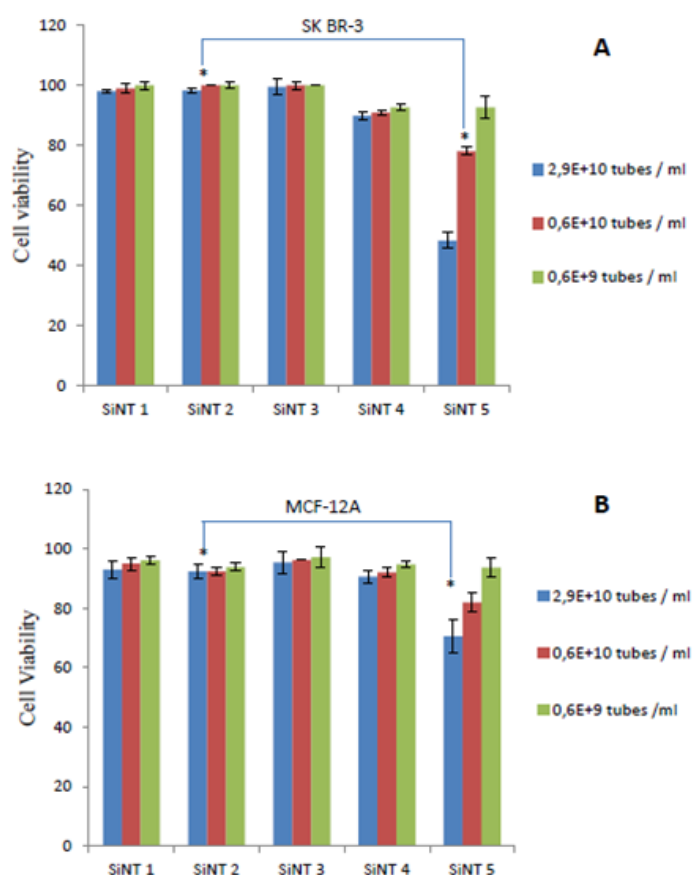 SK BR-3
A
120
100
80
60
40
20
0
Cell viability
*
*
SiNT 1 SiNT 2 SiNT 3 SiNT 4 SiNT 5
2,9E+10 tubes / ml
0,6E+10 tubes / ml
0,6E+9 tubes / ml
MCF-12A
B
120
100
80
60
40
20
0
Cell Viability
*
*
SiNT 1 SiNT 2 SiNT 3 SiNT 4 SiNT 5
2,9E+10 tubes / ml
0,6E+10 tubes / ml
0,6E+9 tubes /ml